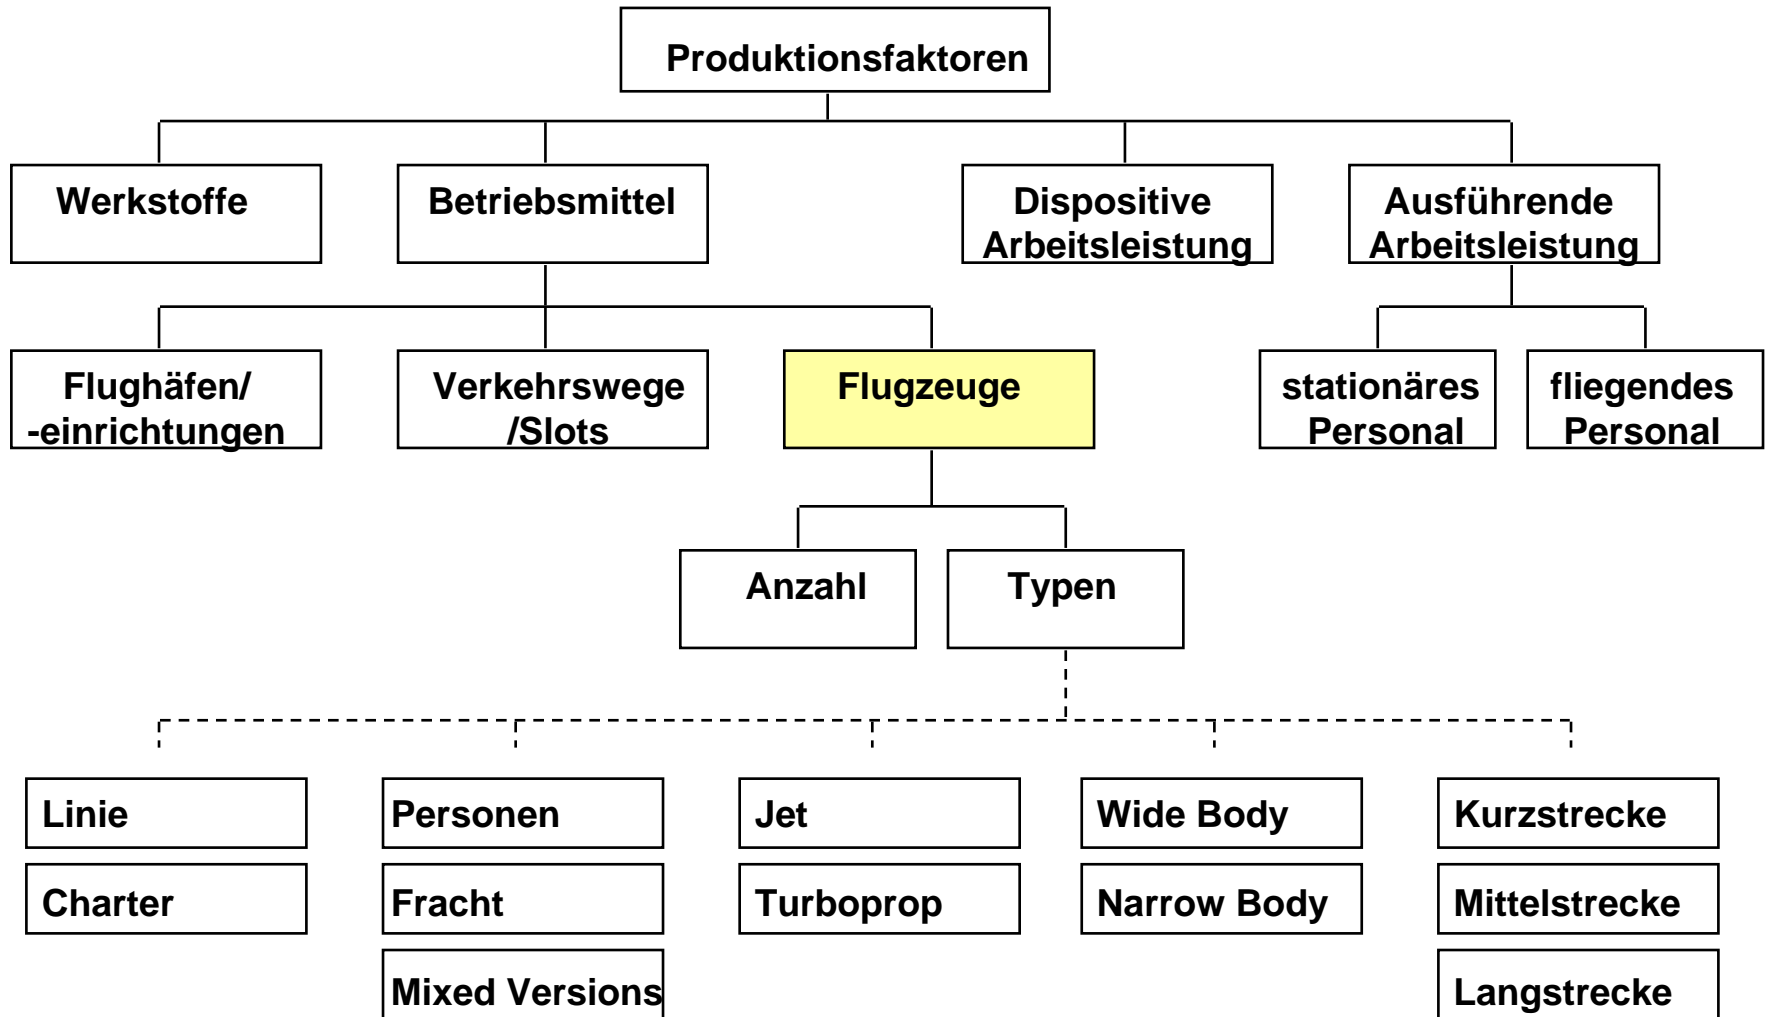 Produktionsfaktoren
Werkstoffe
Betriebsmittel
Dispositive
Arbeitsleistung
Ausführende
Arbeitsleistung
Flughäfen/
-einrichtungen
Verkehrswege
/Slots
Flugzeuge
stationäres
Personal
fliegendes
Personal
Anzahl
Typen
Linie
Charter
Personen
Fracht
Mixed Versions
Jet
Turboprop
Wide Body
Narrow Body
Kurzstrecke
Mittelstrecke
Langstrecke